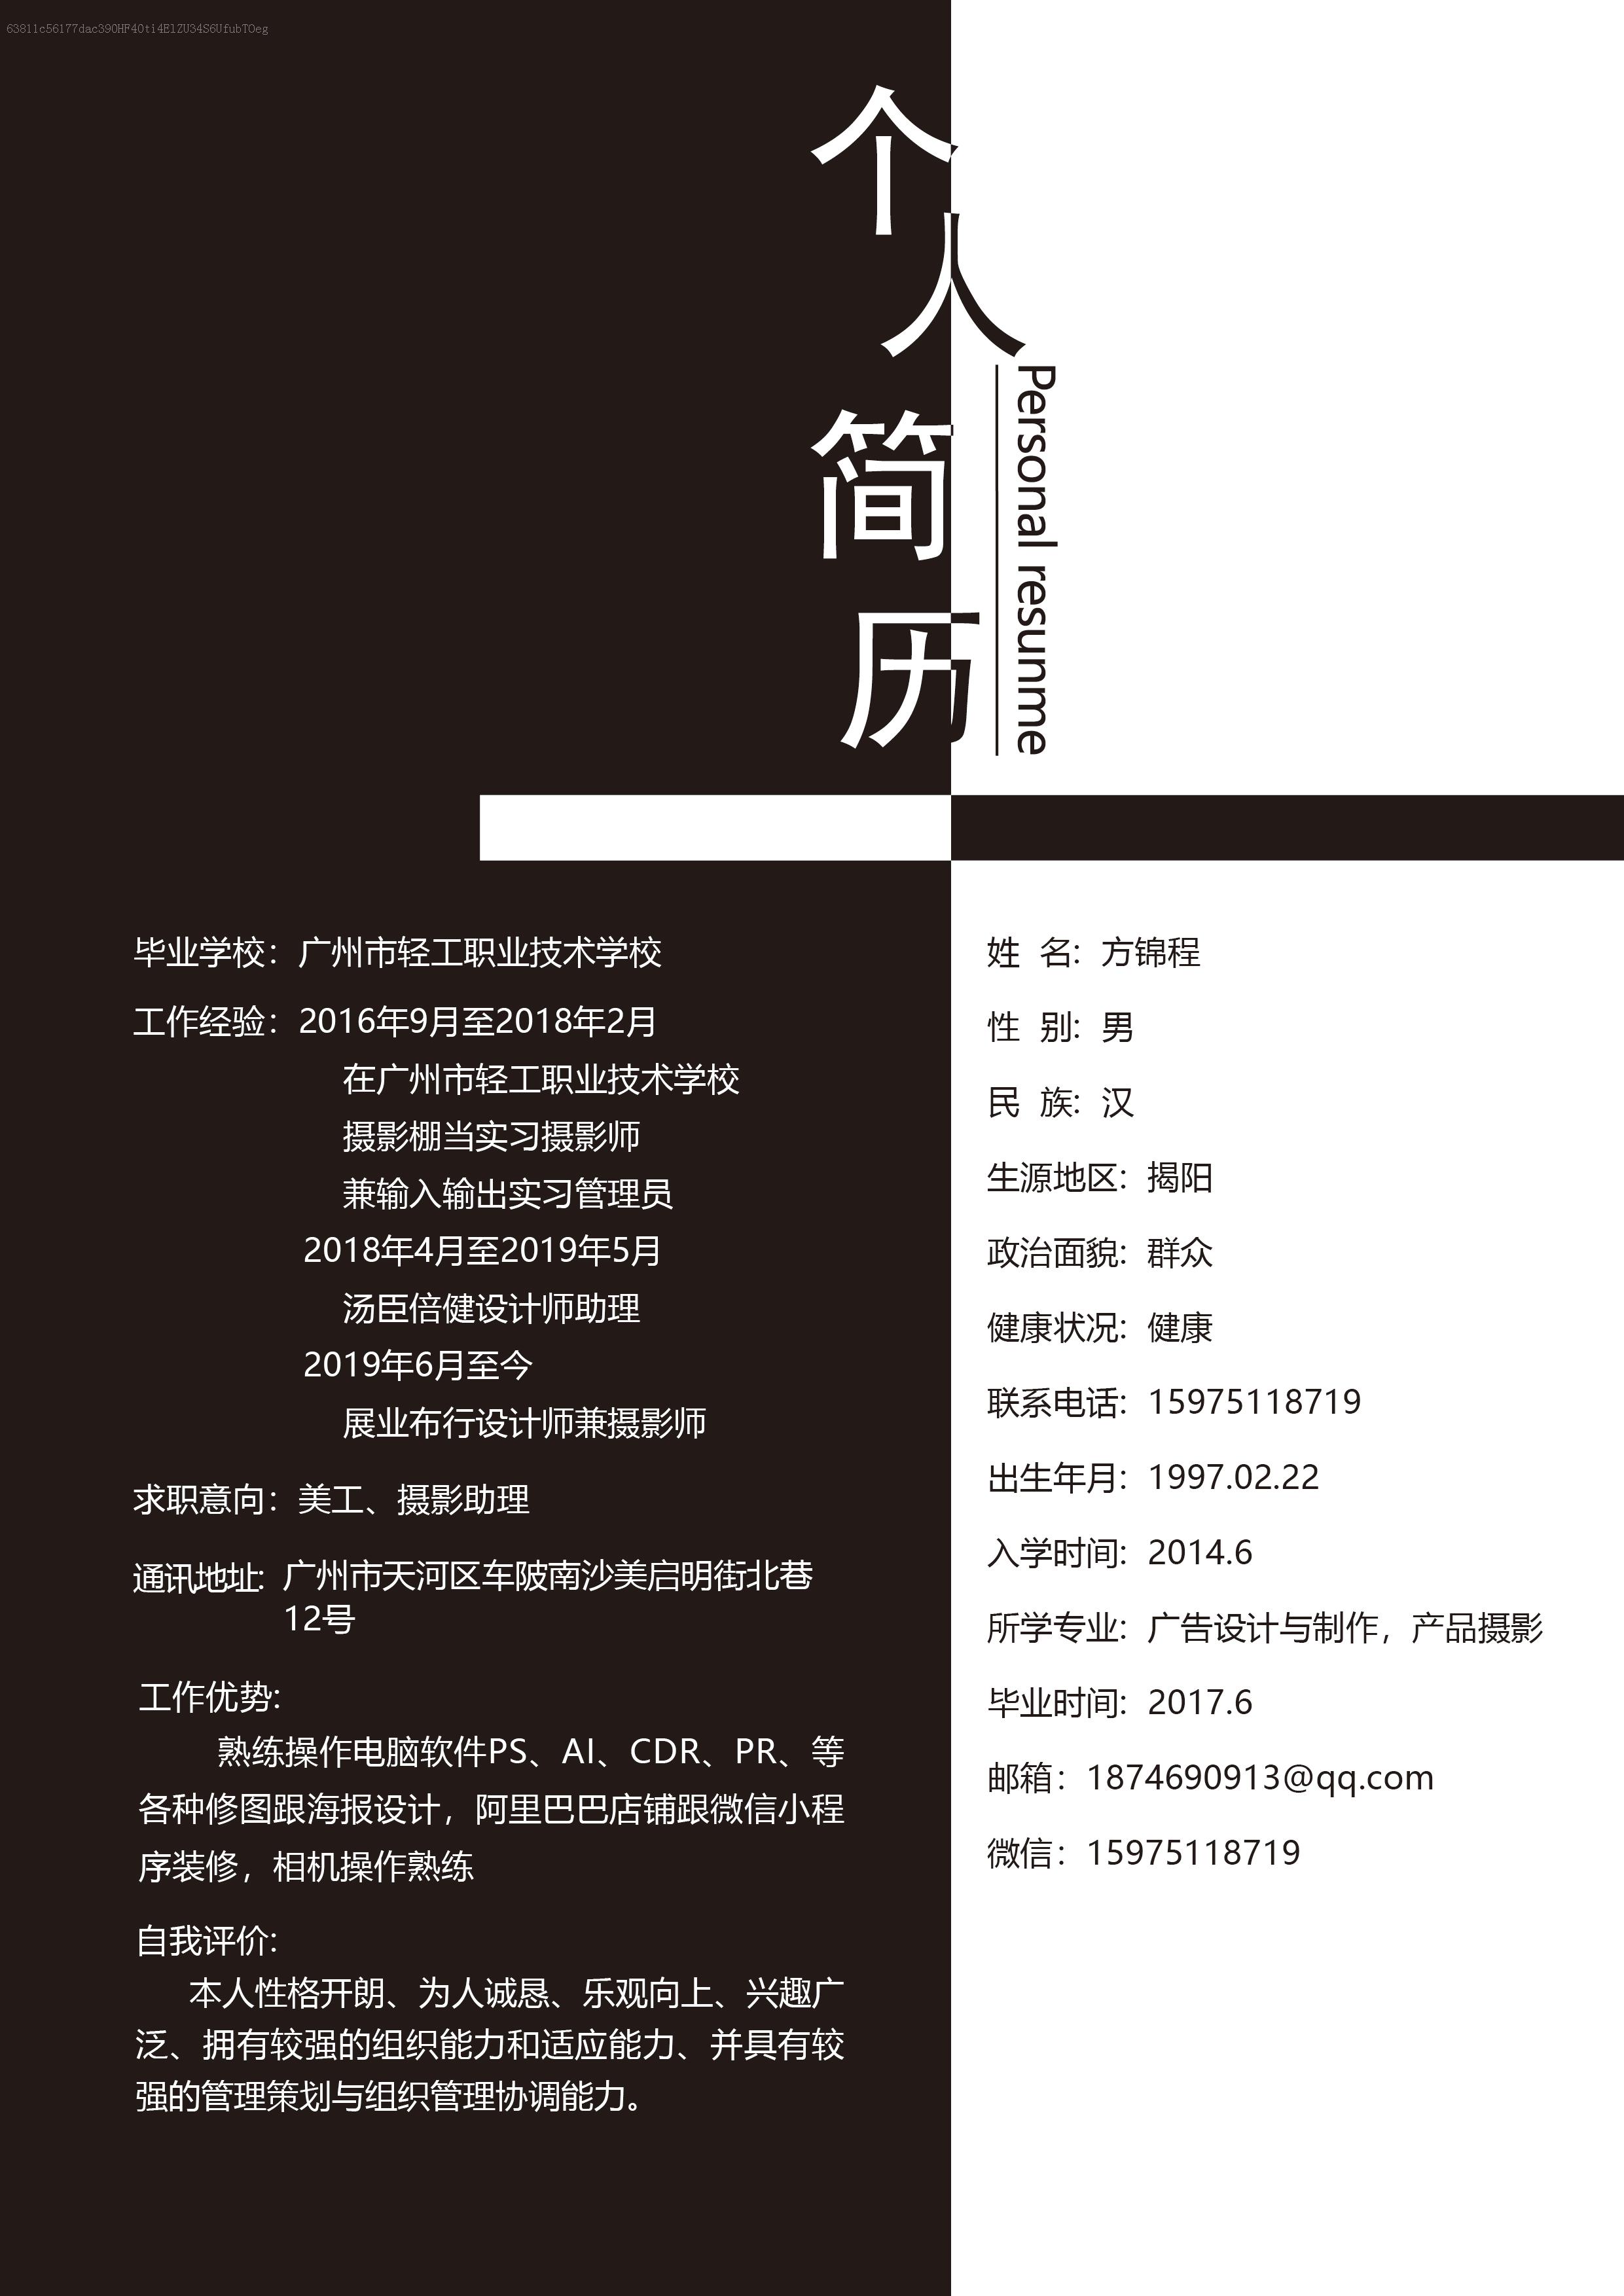 63811c56177dac390HF40ti4ElZU34S6UfubTOeg
个
人
简
历
Personal resunme
毕业学校：广州市轻工职业技术学校
工作经验：2016年9月至2018年2月
在广州市轻工职业技术学校
摄影棚当实习摄影师
兼输入输出实习管理员
2018年4月至2019年5月
汤臣倍健设计师助理
2019年6月至今
展业布行设计师兼摄影师
求职意向：美工、摄影助理
通讯地址：广州市天河区车陂南沙美启明街北巷
12号
工作优势：
熟练操作电脑软件PS、AI、CDR、PR、等
各种修图跟海报设计，阿里巴巴店铺跟微信小程
序装修，相机操作熟练
自我评价：
本人性格开朗、为人诚恳、乐观向上、兴趣广
泛、拥有较强的组织能力和适应能力、并具有较
强的管理策划与组织管理协调能力。
姓 名：方锦程
性 别：男
民 族：汉
生源地区：揭阳
政治面貌：群众
健康状况：健康
联系电话：15975118719
出生年月：1997.02.22
入学时间：2014.6
所学专业：广告设计与制作，产品摄影
毕业时间：2017.6
邮箱：1874690913@qq.com
微信：15975118719